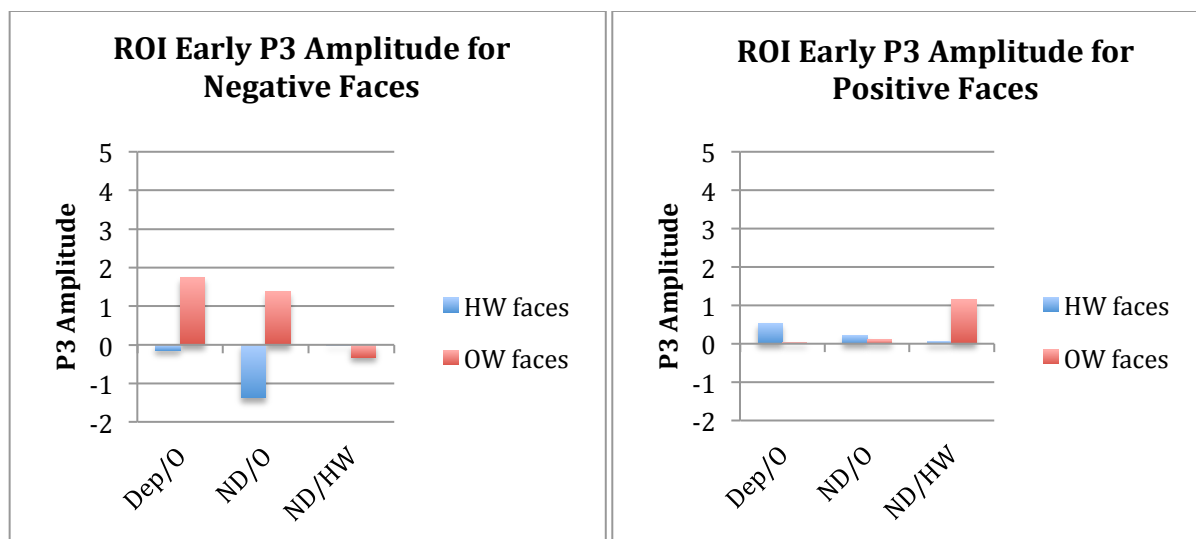 ROI Early P3 Amplitude for
Negative Faces
P3 Amplitude
5
4
3
2
1
0
-1
-2
Dep/O
ND/O
ND/HW
HW faces
OW faces
ROI Early P3 Amplitude for
Positive Faces
P3 Amplitude
5
4
3
2
1
0
-1
-2
Dep/O
ND/O
ND/HW
HW faces
OW faces